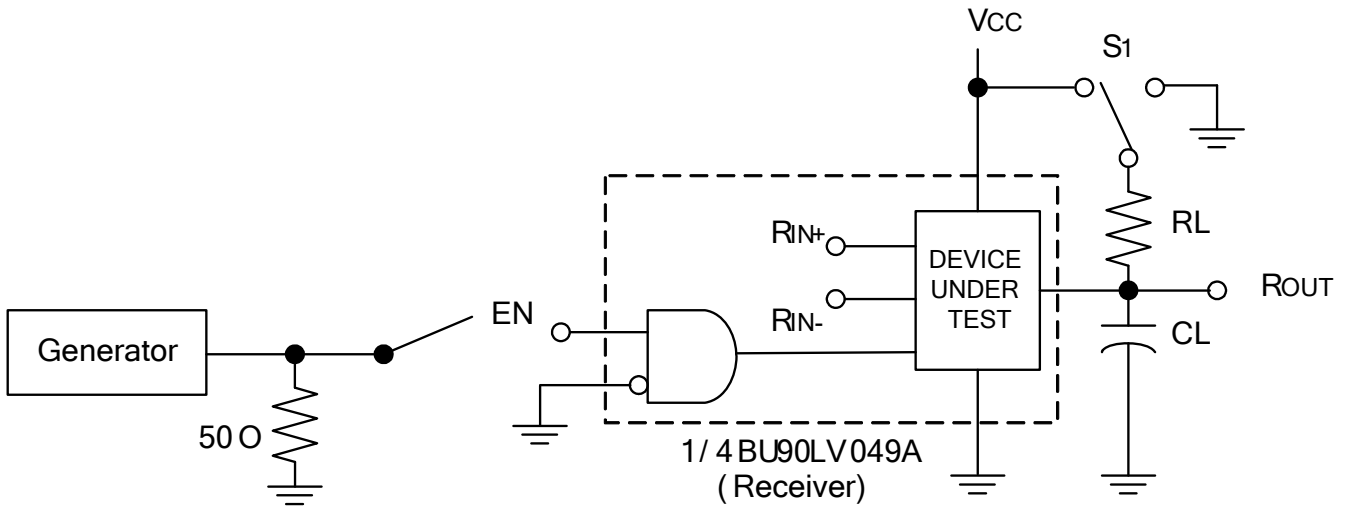 VCC
S1
RIN+
DEVICE
UNDER
TEST
RL
ROUT
RIN-
EN
CL
Generator
50 O
1/4 BU90LV049A
(Receiver)